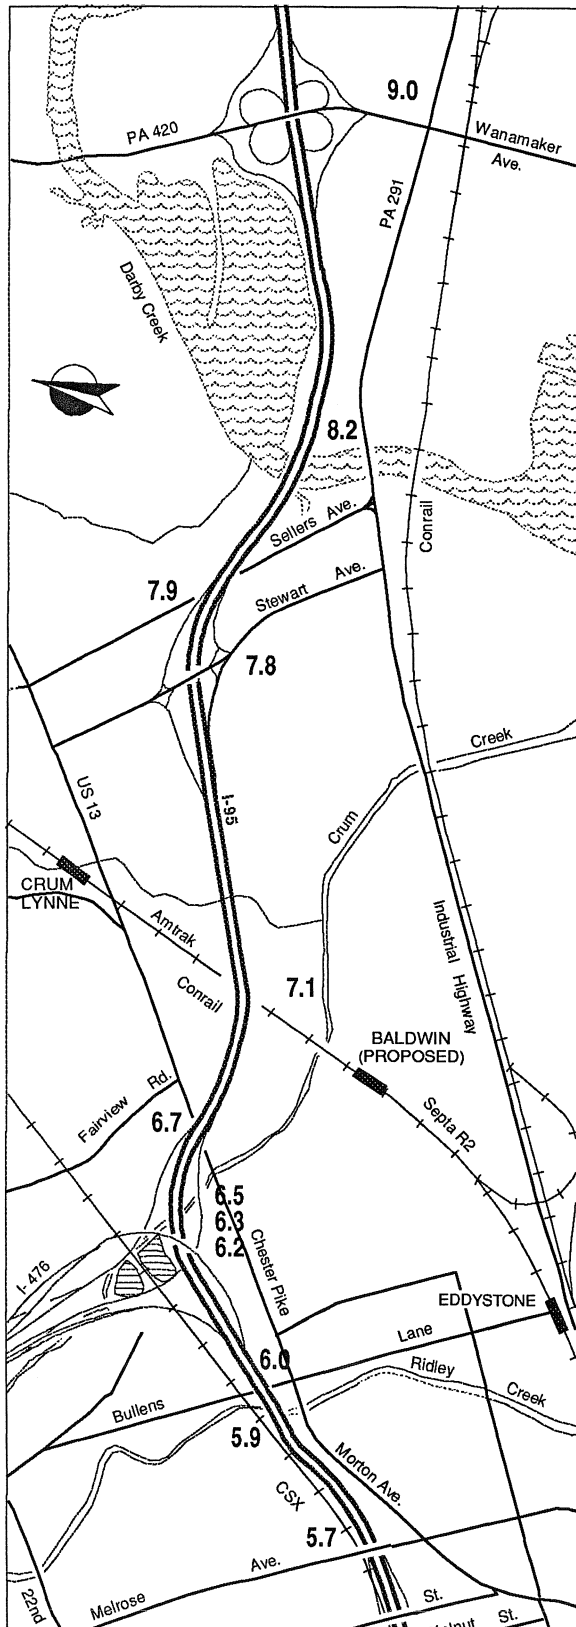 9.0
PA 420
Wanamaker
Ave.
PA 291
Darby Creek
8.2
Sellers Ave.
Conrail
7.9
Stewart Ave.
7.8
Creek
US 13
I-95
Crum
CRUM
LYNNE
Amtrak
Industrial Highway
Conrail
7.1
BALDWIN
(PROPOSED)
Fairview Rd.
6.7
Septa R2
6.5
6.3
6.2
Chester Pike
I-476
EDDYSTONE
Lane
6.0
Ridley
Creek
Bullens
5.9
Morton Ave.
CSX
5.7
Ave.
Melrose
22nd
St.
St.